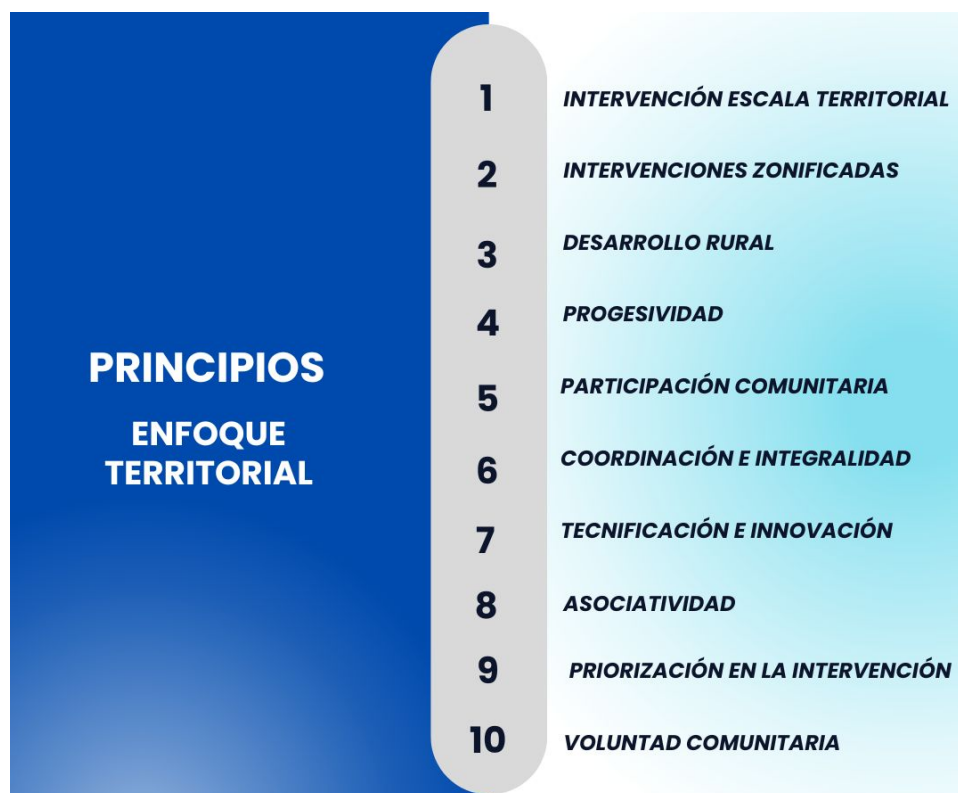 PRINCIPIOS
ENFOQUE
TERRITORIAL
1 INTERVENCIÓN ESCALA TERRITORIAL
2 INTERVENCIONES ZONIFICADAS
3 DESARROLLO RURAL
4 PROGESIVIDAD
5 PARTICIPACIÓN COMUNITARIA
6 COORDINACIÓN E INTEGRALIDAD
7 TECNIFICACIÓN E INNOVACIÓN
8 ASOCIATIVIDAD
9 PRIORIZACIÓN EN LA INTERVENCIÓN
10 VOLUNTAD COMUNITARIA